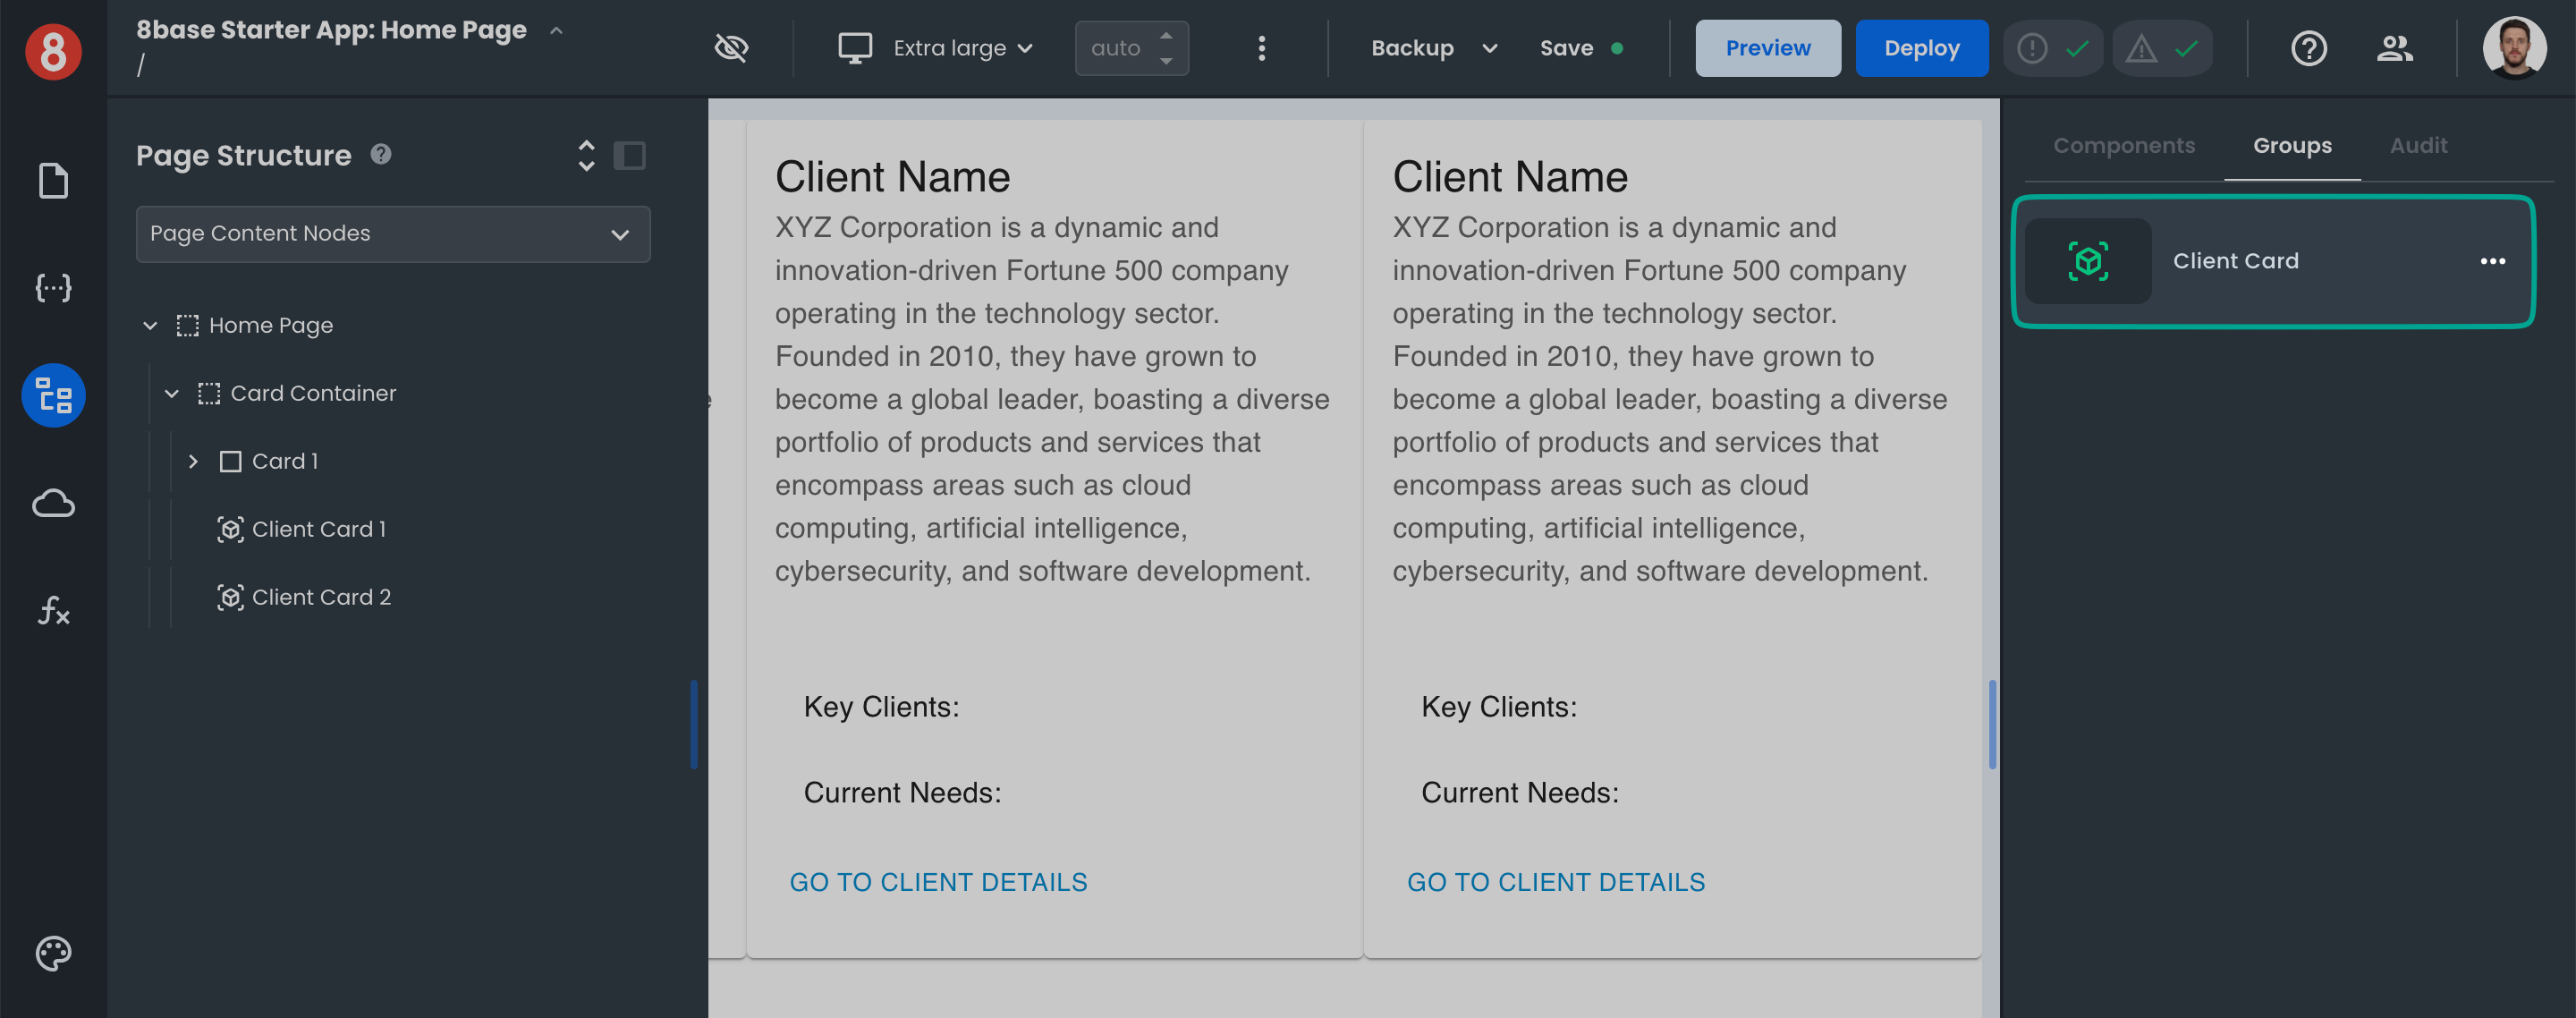 8
8base Starter App: Home Page
/
Extra large
auto
Backup
Save
Preview
Deploy
Page Structure
Page Content Nodes
Home Page
Card Container
Card 1
Client Card 1
Client Card 2
fx
Client Name
XYZ Corporation is a dynamic and
innovation-driven Fortune 500 company
operating in the technology sector.
Founded in 2010, they have grown to
become a global leader, boasting a diverse
portfolio of products and services that
encompass areas such as cloud
computing, artificial intelligence,
cybersecurity, and software development.
Key Clients:
Current Needs:
GO TO CLIENT DETAILS
Client Name
XYZ Corporation is a dynamic and
innovation-driven Fortune 500 company
operating in the technology sector.
Founded in 2010, they have grown to
become a global leader, boasting a diverse
portfolio of products and services that
encompass areas such as cloud
computing, artificial intelligence,
cybersecurity, and software development.
Key Clients:
Current Needs:
GO TO CLIENT DETAILS
Components
Groups
Audit
Client Card